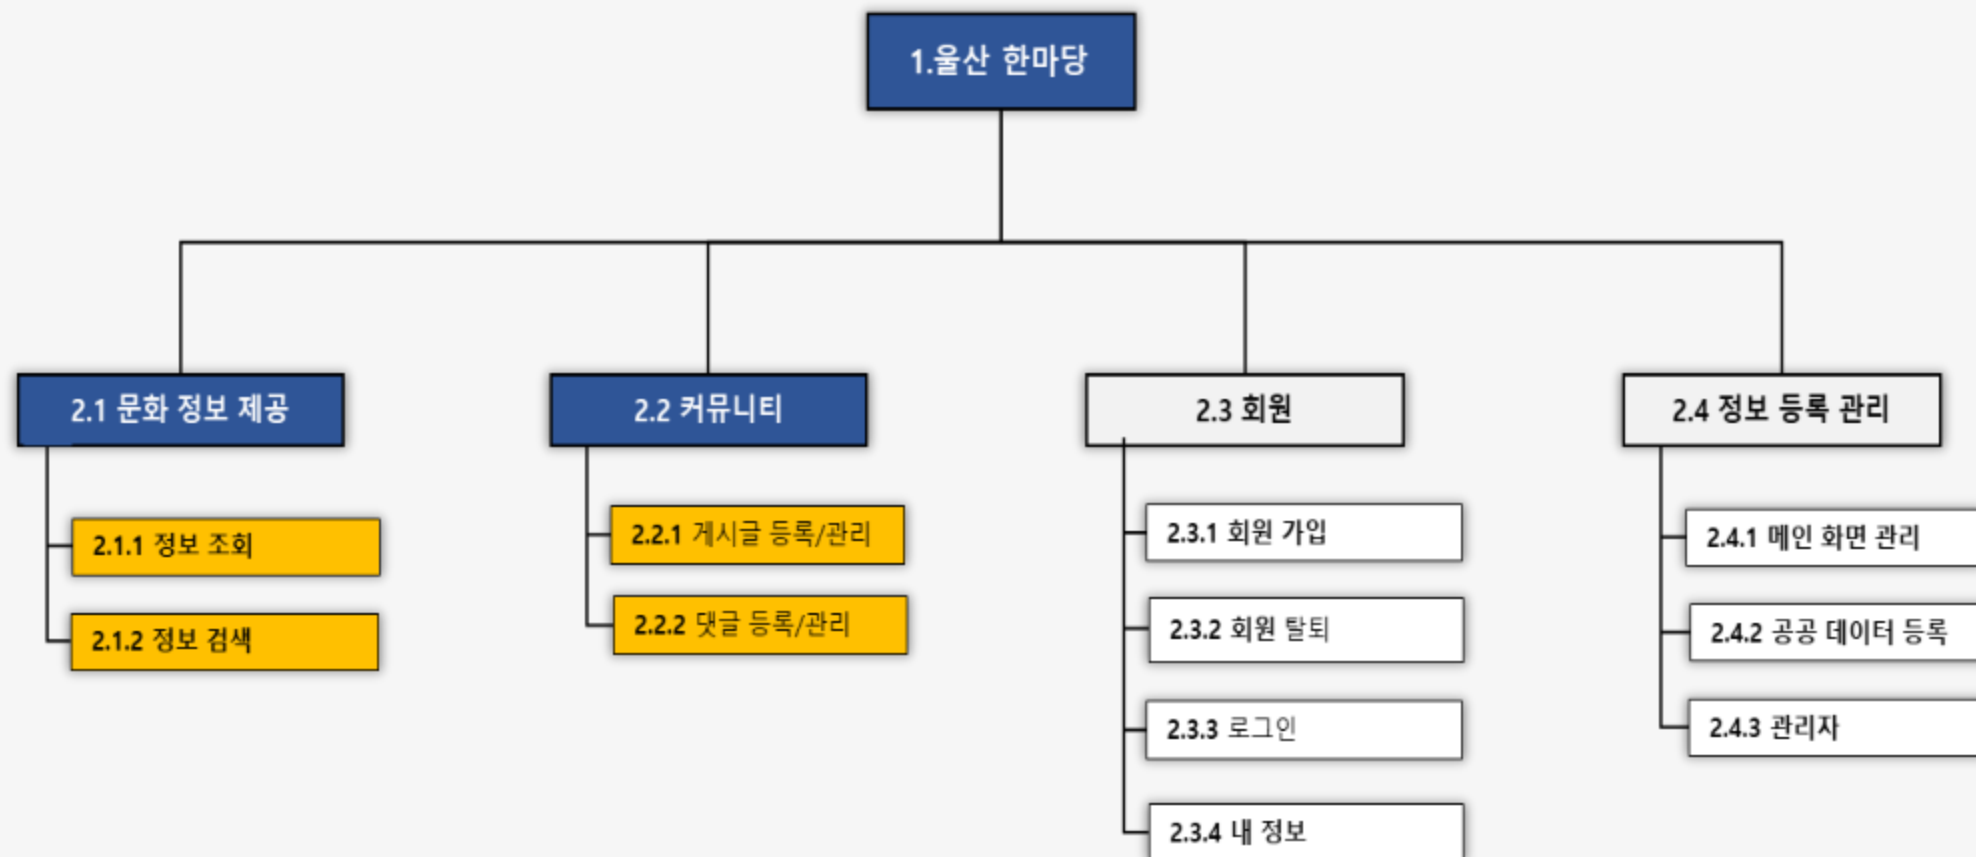 1.울산 한마당
2.1 문화 정보 제공
2.1.1 정보 조회
2.1.2 정보 검색
2.2 커뮤니티
2.2.1 게시글 등록/관리
2.2.2 댓글 등록/관리
2.3 회원
2.3.1 회원 가입
2.3.2 회원 탈퇴
2.3.3 로그인
2.3.4 내 정보
2.4 정보 등록 관리
2.4.1 메인 화면 관리
2.4.2 공공 데이터 등록
2.4.3 관리자